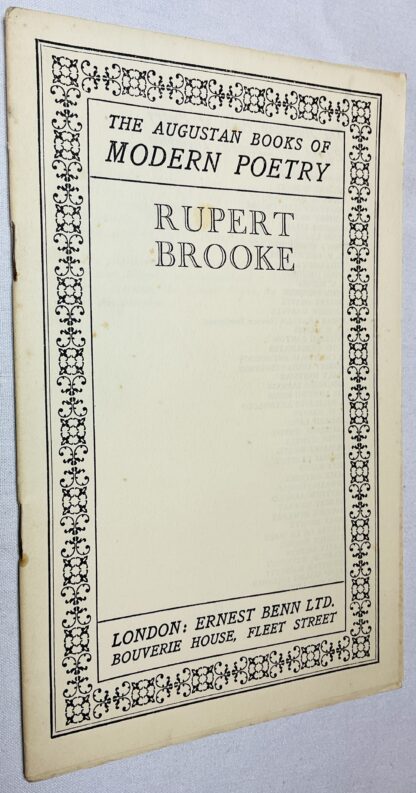 THE AUGUSTAN BOOKS OF
MODERN POETRY
RUPERT
BROOKE
LONDON: ERNEST BENN LTD.
BOUVERIE HOUSE, FLEET STREET